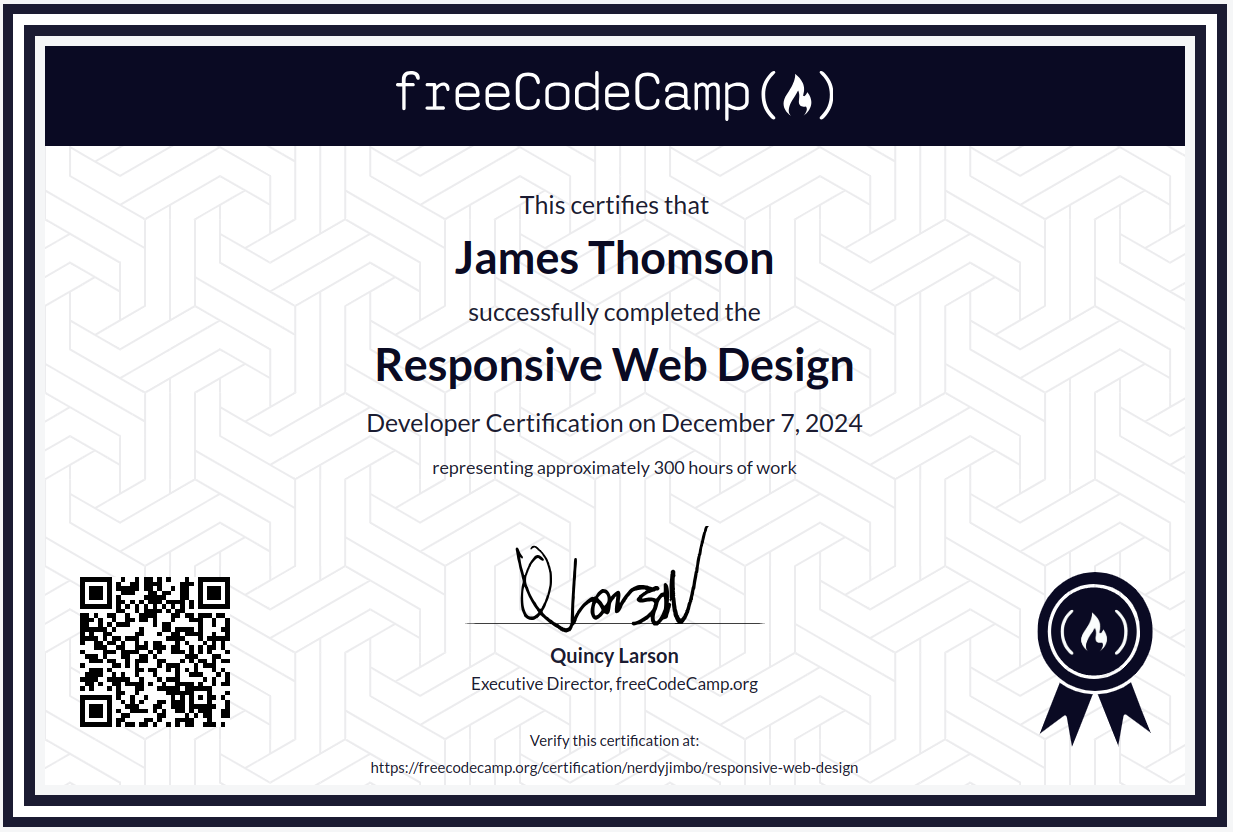 freeCodeCamp
This certifies that
James Thomson
successfully completed the
Responsive Web Design
Developer Certification on December 7, 2024
representing approximately 300 hours of work
Quincy Larson
Executive Director, freeCodeCamp.org
Verify this certification at:
https://freecodecamp.org/certification/nerdyjimbo/responsive-web-design